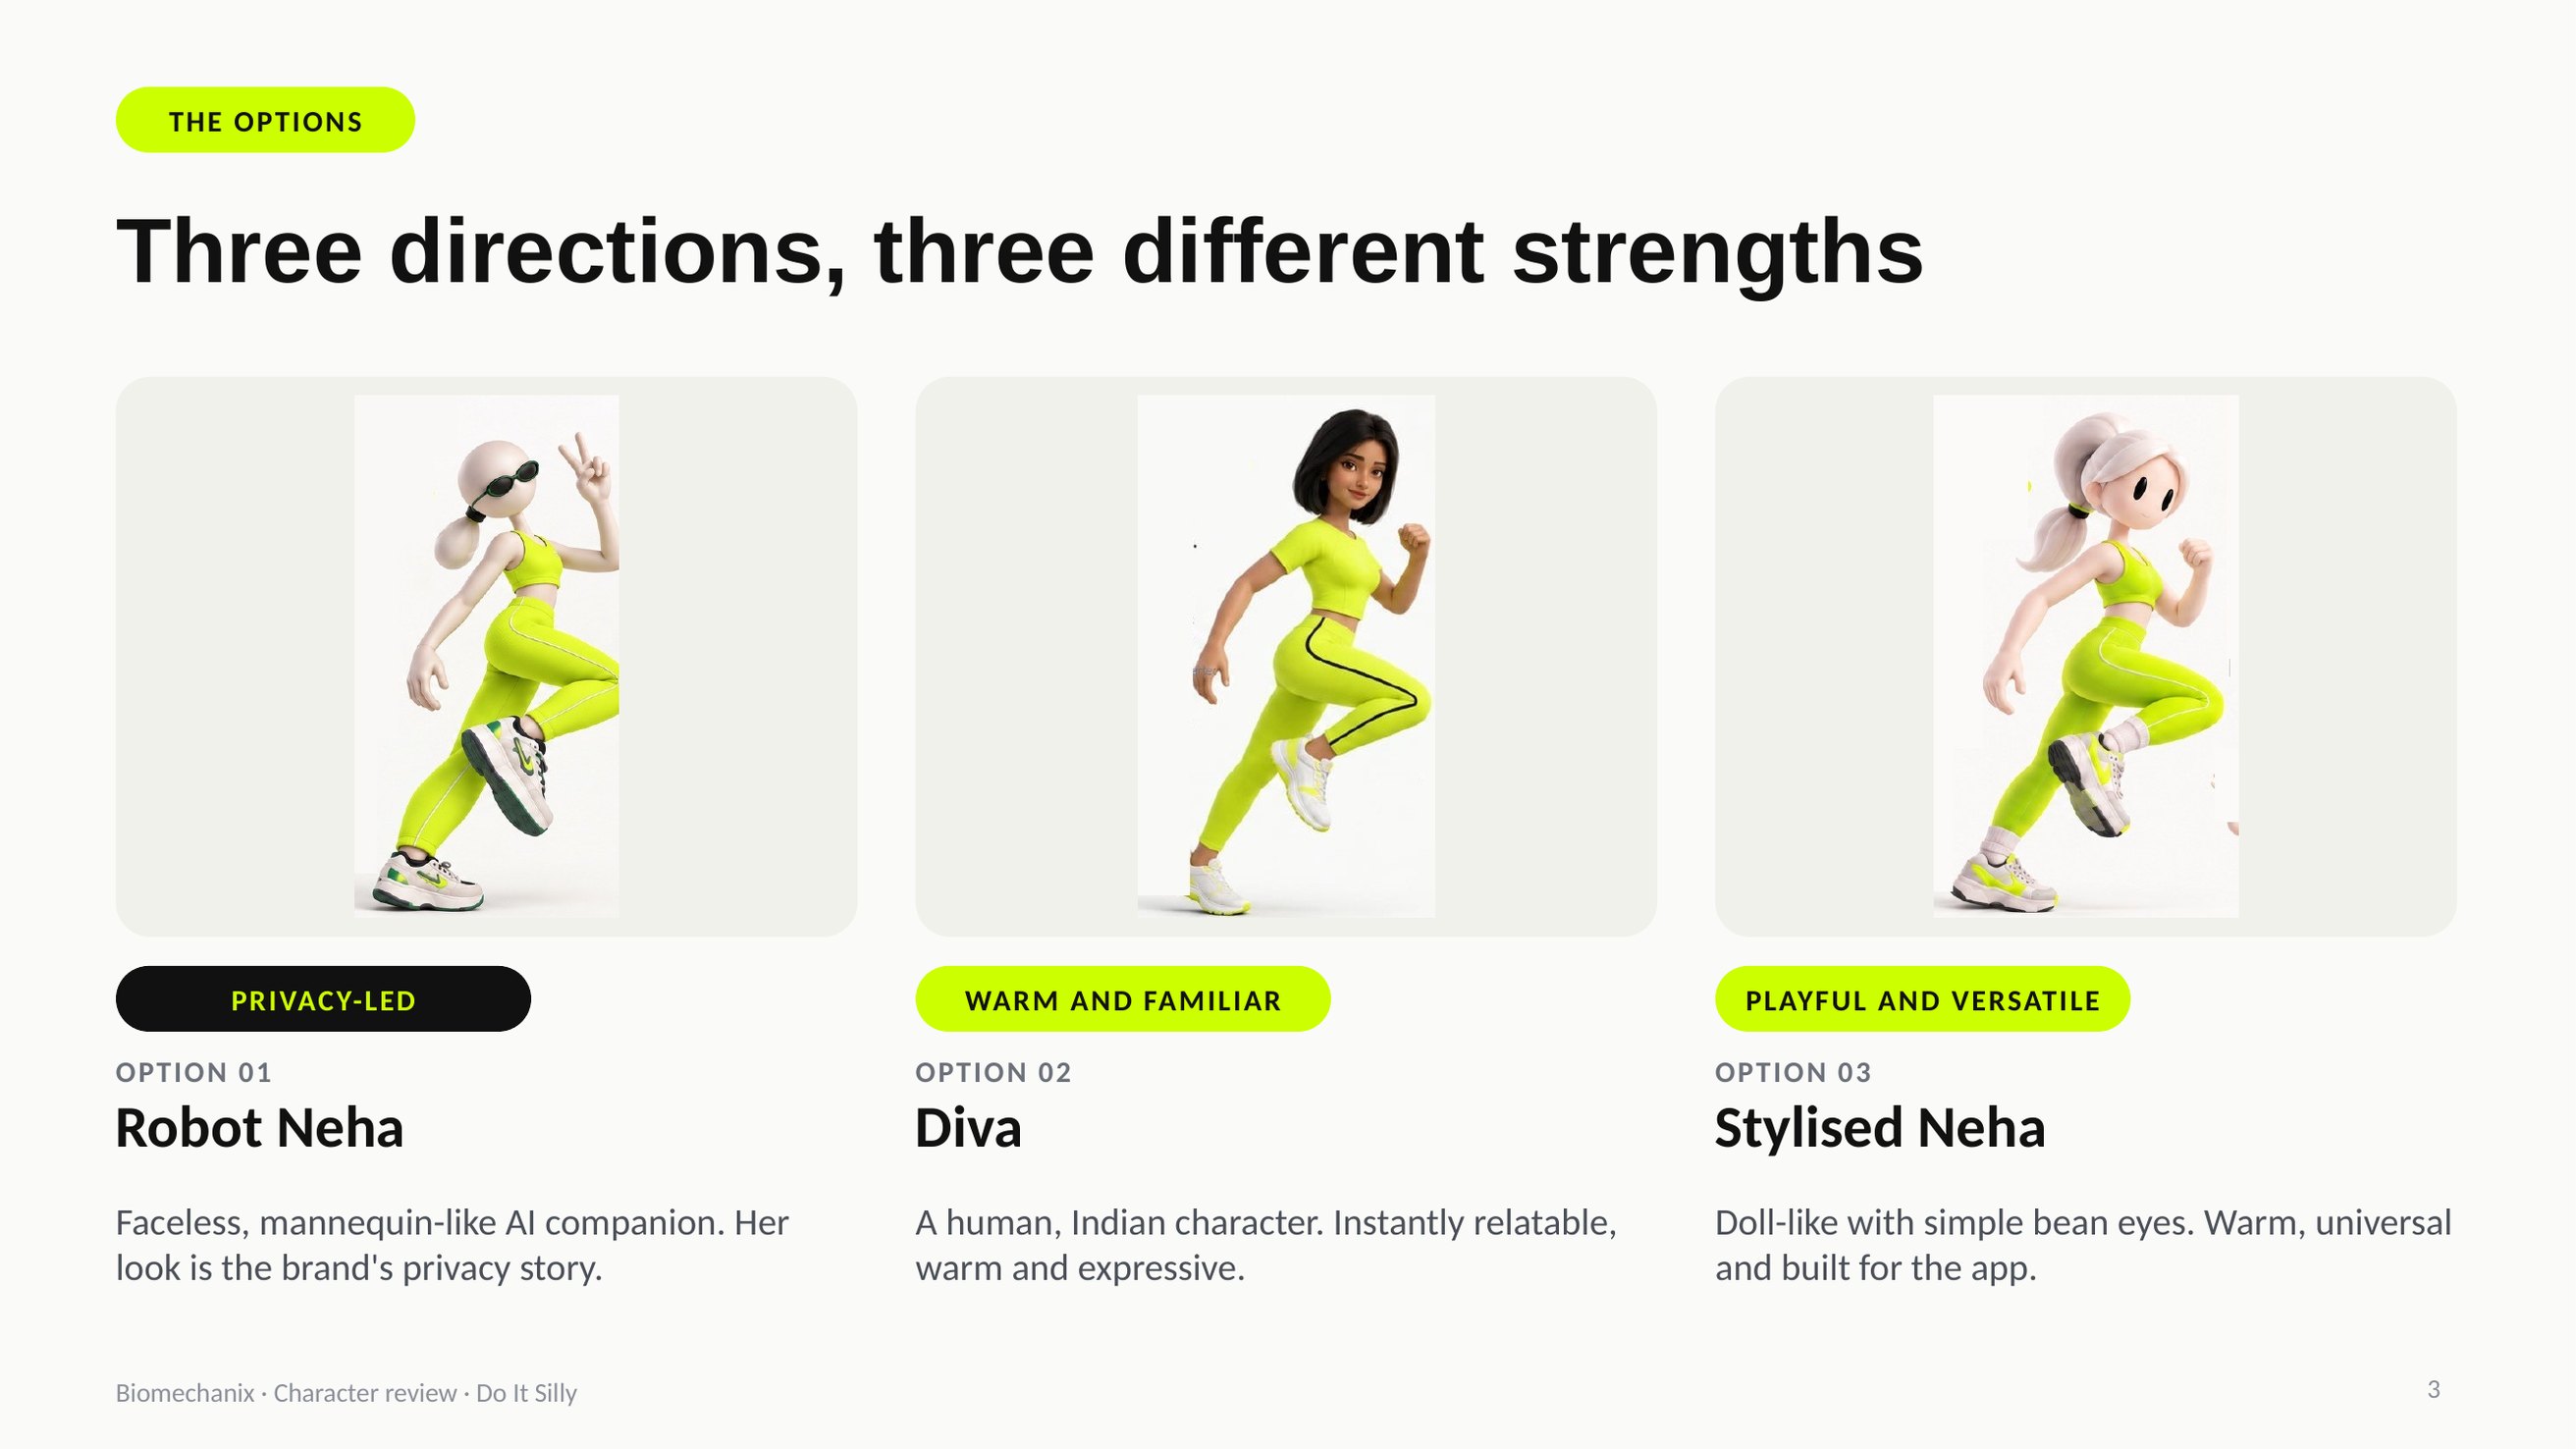 THE OPTIONS
Three directions, three different strengths
PRIVACY-LED
OPTION 01
Robot Neha
Faceless, mannequin-like AI companion. Her
look is the brand's privacy story.
WARM AND FAMILIAR
OPTION 02
Diva
A human, Indian character. Instantly relatable,
warm and expressive.
PLAYFUL AND VERSATILE
OPTION 03
Stylised Neha
Doll-like with simple bean eyes. Warm, universal
and built for the app.
Biomechanix · Character review · Do It Silly
3